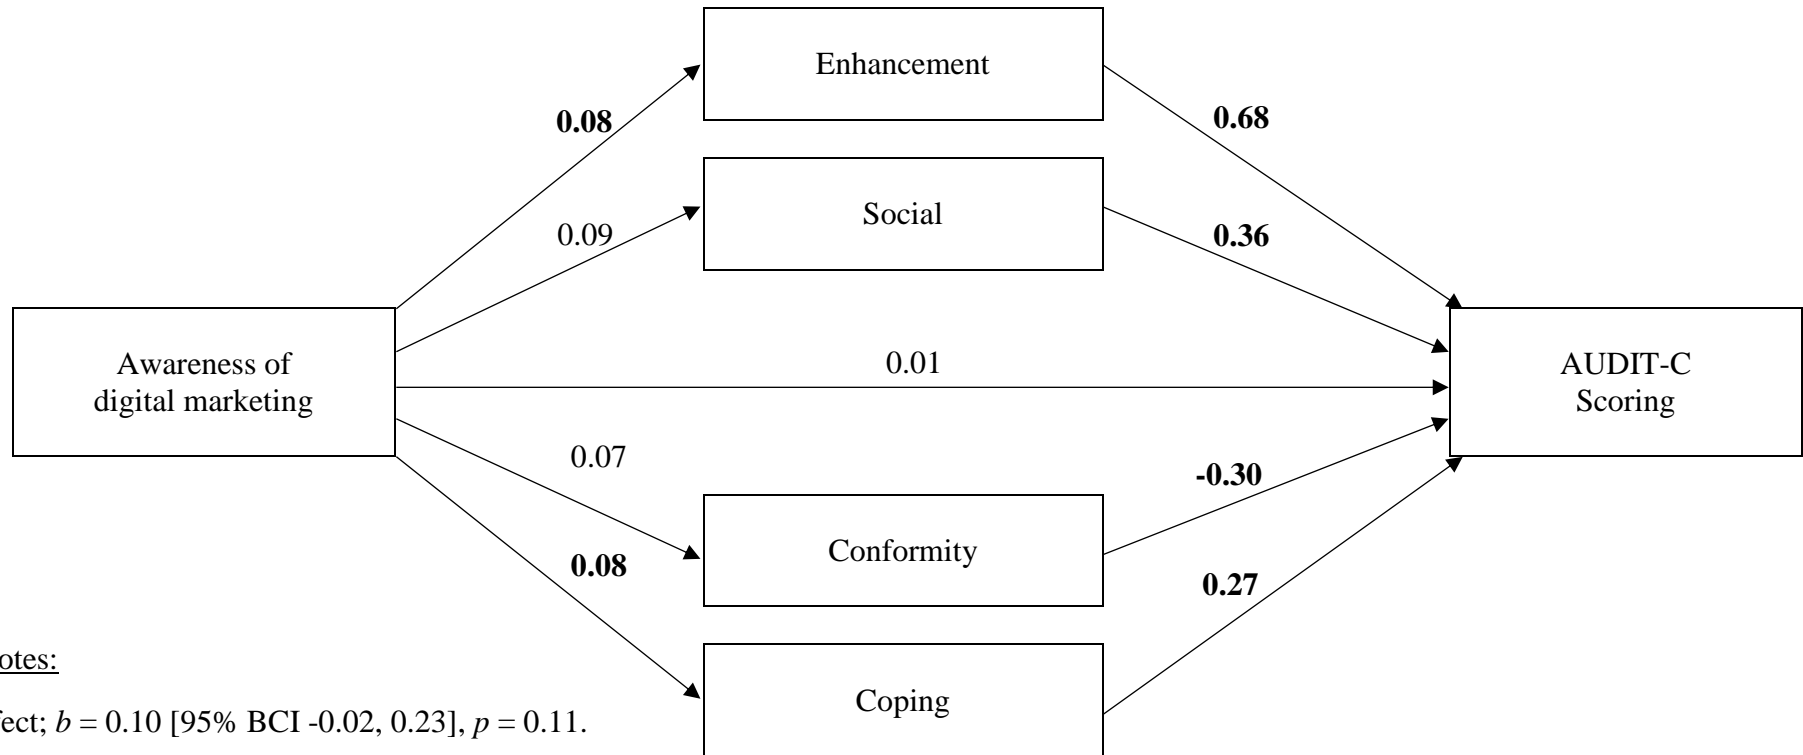 Enhancement
0.08
0.68
Social
0.09
0.36
Awareness of
digital marketing
0.01
AUDIT-C
Scoring
0.07
-0.30
Conformity
0.08
0.27
Coping
; b = 0.10 [95% BCI -0.02, 0.23], p = 0.11.